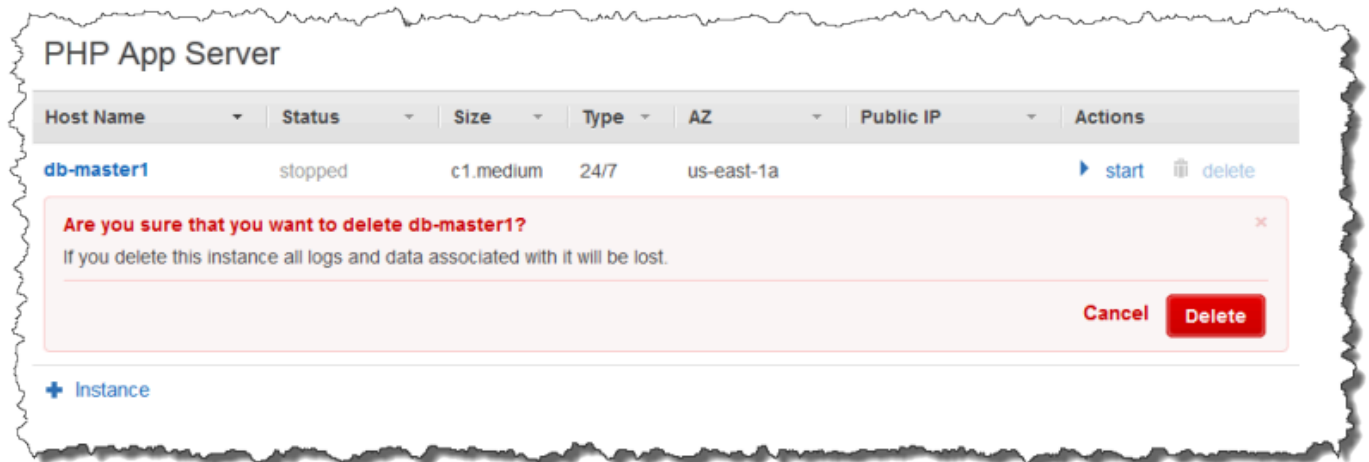 PHP App Server
Host Name Status Size Type AZ Public IP Actions
db-master1 stopped c1.medium 24/7 us-east-1a start delete
Are you sure that you want to delete db-master1? ×
If you delete this instance all logs and data associated with it will be lost.
Cancel Delete
+ Instance